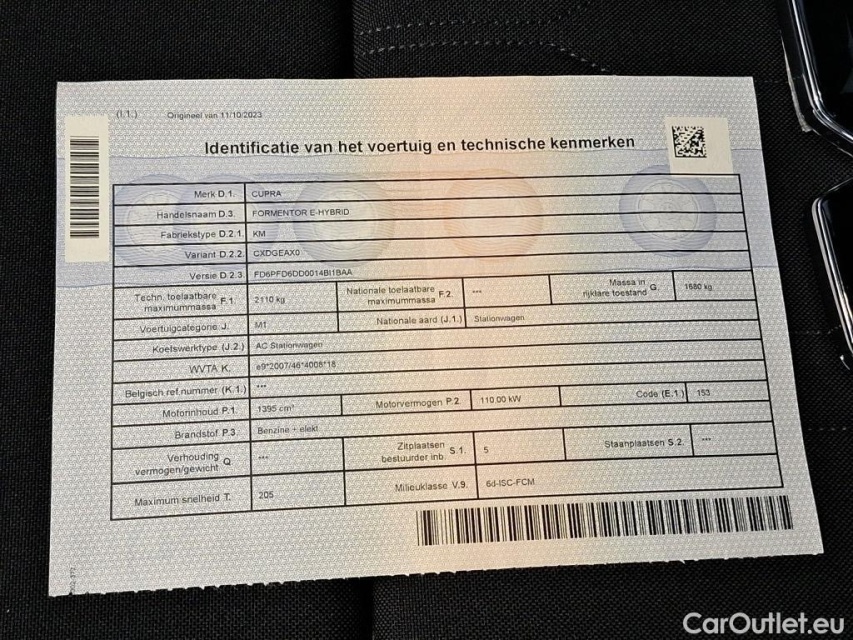 (I.1.) Origineel van 11/10/2023
Identificatie van het voertuig en technische kenmerken
Merk D.1. CUPRA
Handelsnaam D.3. FORMENTOR E-HYBRID
Fabriekstype D.2.1. KM
Variant D.2.2. CXDGEAX0
Versie D.2.3. FD6PFD6DD0014BI1BAA
Techn. toelaatbare maximummassa F.1. 2110 kg Nationale toelaatbare maximummassa F.2. *** Massa in rijklare toestand G. 1680 kg
Voertuigcategorie J. M1 Nationale aard (J.1.) Stationwagen
Koetswerktype (J.2.) AC Stationwagen
WVTA K. e9*2007/46*4008*18
Belgisch ref.nummer (K.1.) ***
Motorinhoud P.1. 1395 cm³ Motorvermogen P.2. 110.00 kW Code (E.1.) 153
Brandstof P.3. Benzine + elekt
Verhouding vermogen/gewicht Q *** Zitplaatsen bestuurder inb. S.1. 5 Staanplaatsen S.2. ***
Maximum snelheid T. 205 Milieuklasse V.9. 6d-ISC-FCM
CarOutlet.eu